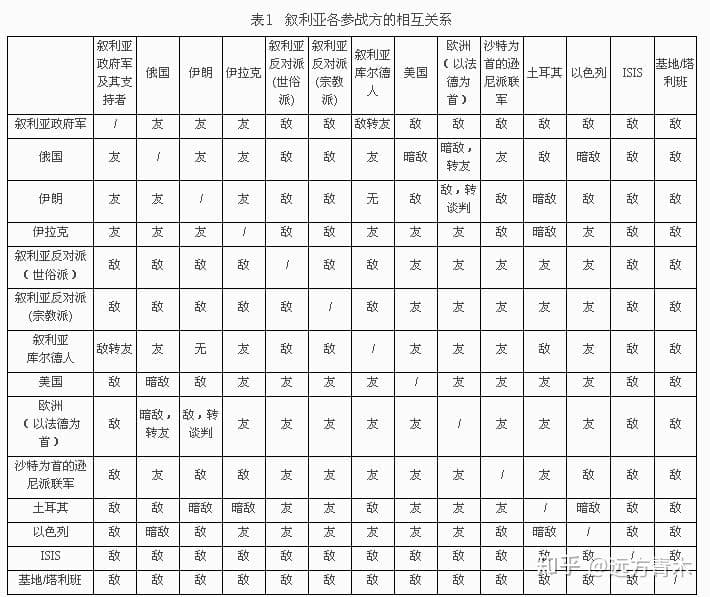 表1 叙利亚各参战方的相互关系
叙利亚政府军及其支持者 俄国 伊朗 伊拉克 叙利亚反对派(世俗派) 叙利亚反对派(宗教派) 叙利亚库尔德人 美国 欧洲（以法德为首） 沙特为首的逊尼派联军 土耳其 以色列 ISIS 基地/塔利班
叙利亚政府军 / 友 友 友 敌 敌 敌转友 敌 敌 敌 敌 敌 敌 敌
俄国 友 / 友 友 敌 敌 友 暗敌 暗敌，转友 友 敌 暗敌 敌 敌
伊朗 友 友 / 友 敌 敌 无 敌 敌，转谈判 敌 暗敌 敌 敌 敌
伊拉克 友 友 友 / 敌 敌 友 友 友 敌 暗敌 友 敌 敌
叙利亚反对派（世俗派） 敌 敌 敌 敌 / 敌 敌 友 友 友 友 友 敌 敌
叙利亚反对派(宗教派) 敌 敌 敌 敌 敌 / 敌 友 友 友 友 友 敌 敌
叙利亚库尔德人 敌转友 友 无 友 敌 敌 / 友 友 友 敌 友 敌 敌
美国 敌 暗敌 敌 友 友 友 友 / 友 友 友 友 敌 敌
欧洲（以法德为首） 敌 暗敌，转友 敌，转谈判 友 友 友 友 友 / 友 友 友 敌 敌
沙特为首的逊尼派联军 敌 友 敌 敌 友 友 友 友 友 / 友 敌 敌 敌
土耳其 敌 敌 暗敌 暗敌 友 友 敌 友 友 友 / 暗敌 敌 敌
以色列 敌 暗敌 敌 友 友 友 友 友 友 敌 暗敌 / 敌 敌
ISIS 敌 敌 敌 敌 敌 敌 敌 敌 敌 敌 敌 敌 / 敌
基地/塔利班 敌 敌 敌 敌 敌 敌 敌 敌 敌 敌 敌 敌 敌 /
知乎 @远方青木